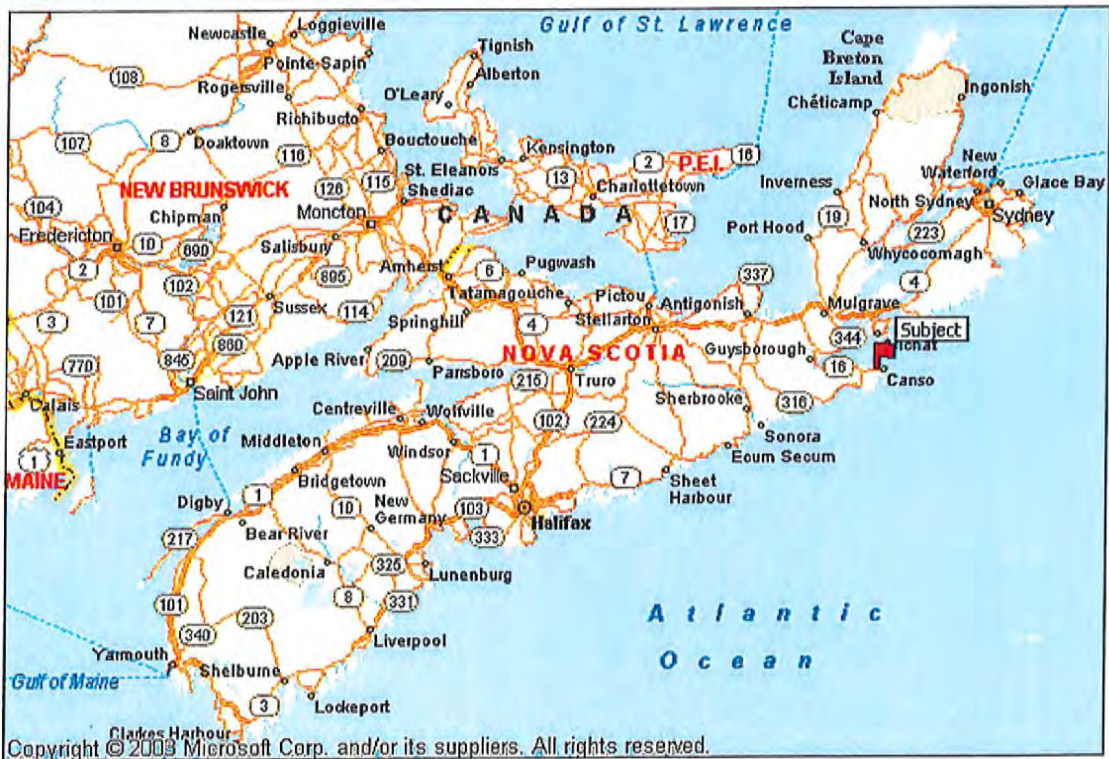 Gulf of St. Lawrence
Loggieville
Newcastle
Tignish
Cape
Breton
Island
Pointe-Sapin
Alberton
108
Rogersville
O'Leary
Ingonish
Chéticamp
Richibucto
107
8
Doaktown
Bouctouche
Kensington
116
2
P.E.I.
16
New
Waterford
Glace Bay
St. Eleanors
13
NEW BRUNSWICK
126
115
Shediac
Charlottetown
Inverness
North Sydney
Sydney
104
Chipman
Moncton
CANADA
17
19
223
Fredericton
10
690
Salisbury
Port Hood
Whycocomagh
2
102
895
Amherst
6
Pugwash
337
4
101
Sussex
Tatamagouche
Pictou
Antigonish
Mulgrave
3
7
121
114
Springhill
4
Stellarton
344
Subject
845
860
Apple River
209
NOVA SCOTIA
Guysborough
16
Canso
770
Parrsboro
215
Truro
Saint John
316
Calais
Centreville
Wolfville
102
224
Sherbrooke
Bay of
Fundy
Middleton
Sonora
Eastport
Windsor
1
Ecum Secum
1
Sackville
7
Sheet
Harbour
MAINE
Bridgetown
Digby
1
New
Germany
103
Halifax
10
Bear River
333
217
Caledonia
325
Lunenburg
101
8
331
Atlantic
Ocean
203
340
Liverpool
Yarmouth
Shelburne
Gulf of Maine
3
Lockeport
Clarkes Harbour
Copyright © 2003 Microsoft Corp. and/or its suppliers. All rights reserved.